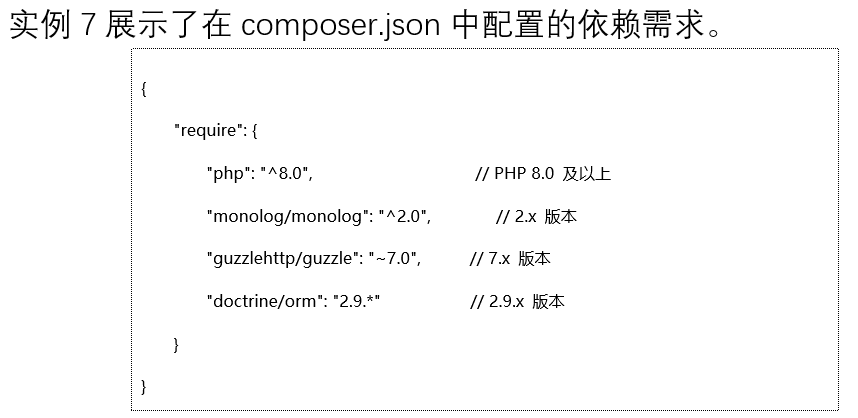 实例 7 展示了在 composer.json 中配置的依赖需求。
{
"require": {
"php": "^8.0", // PHP 8.0 及以上
"monolog/monolog": "^2.0", // 2.x 版本
"guzzlehttp/guzzle": "~7.0", // 7.x 版本
"doctrine/orm": "2.9.*" // 2.9.x 版本
}
}